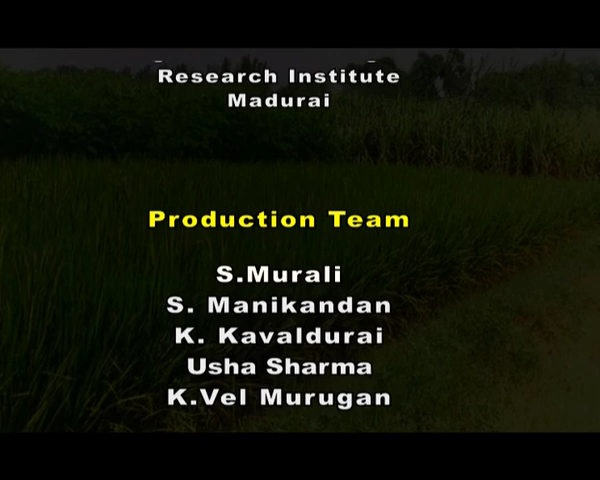 Research Institute
Madurai
Production Team
S.Murali
S. Manikandan
K. Kavaldurai
Usha Sharma
K.Vel Murugan